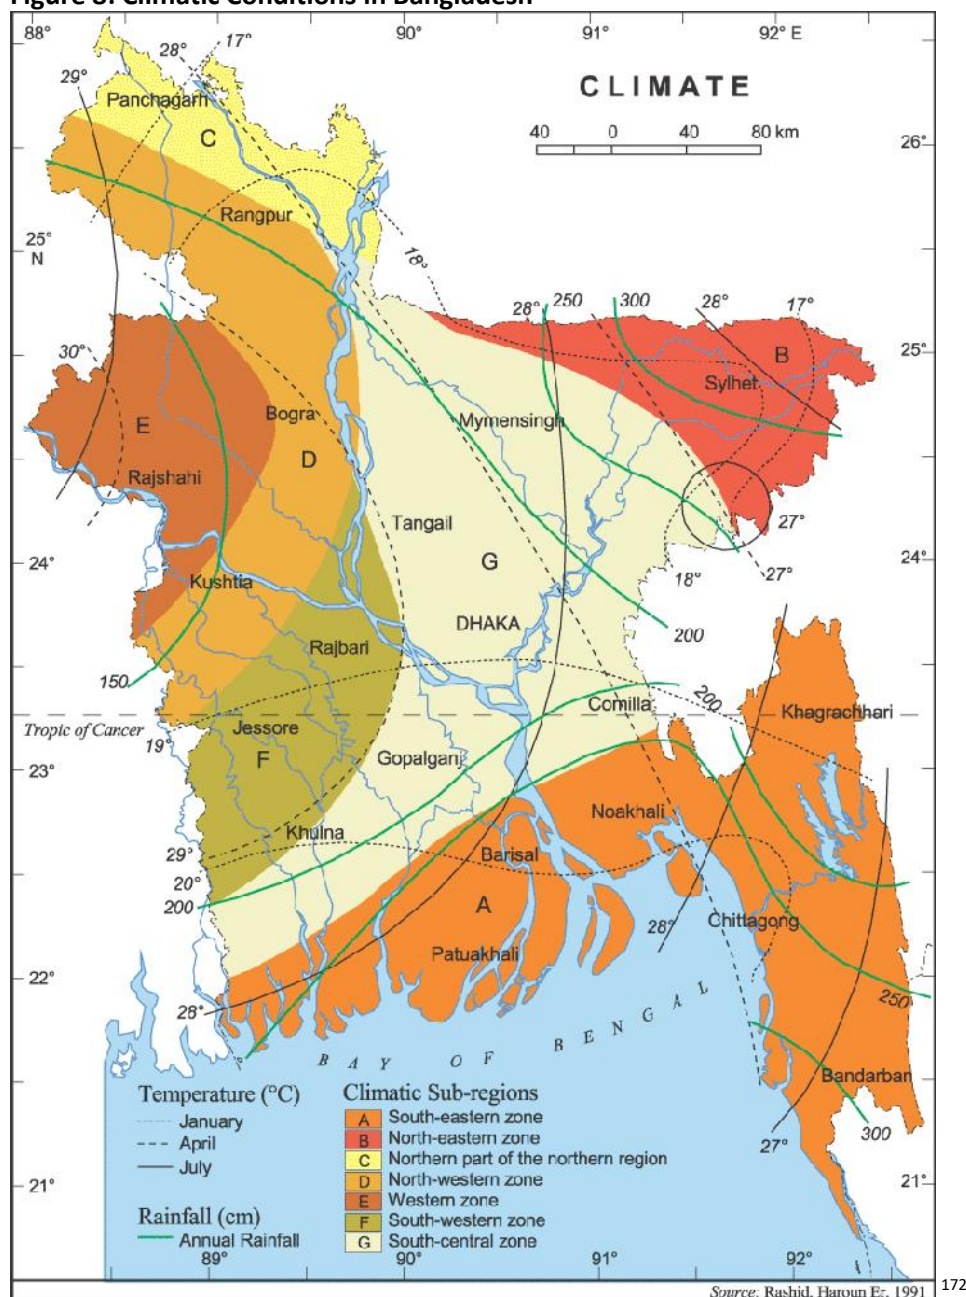 Figure 8: Climatic Conditions in Bangladesh
88°
28°
17°
90°
91°
92° E
29°
CLIMATE
Panchagarh
C
40 0 40 80 km
26°
Rangpur
25°
N
18°
28°
250
300
28°
17°
30°
B
25°
Sylhet
Bogra
Mymensingh
E
D
Rajshahi
Tangail
27°
24°
G
18°
27°
24°
Kushtia
DHAKA
200
Rajbari
150
200
Comilla
Khagrachhari
Tropic of Cancer
19°
Jessore
F
Gopalganj
23°
23°
Noakhali
Khulna
29°
Barisal
20°
200
A
Chittagong
28°
Patuakhali
22°
22°
250
28°
BAY OF BENGAL
Bandarban
300
27°
Temperature (°C)
January
April
July
Rainfall (cm)
Annual Rainfall
Climatic Sub-regions
A South-eastern zone
B North-eastern zone
C Northern part of the northern region
D North-western zone
E Western zone
F South-western zone
G South-central zone
21°
21°
89°
90°
91°
92°
Source: Rashid, Haroun Er, 1991
172